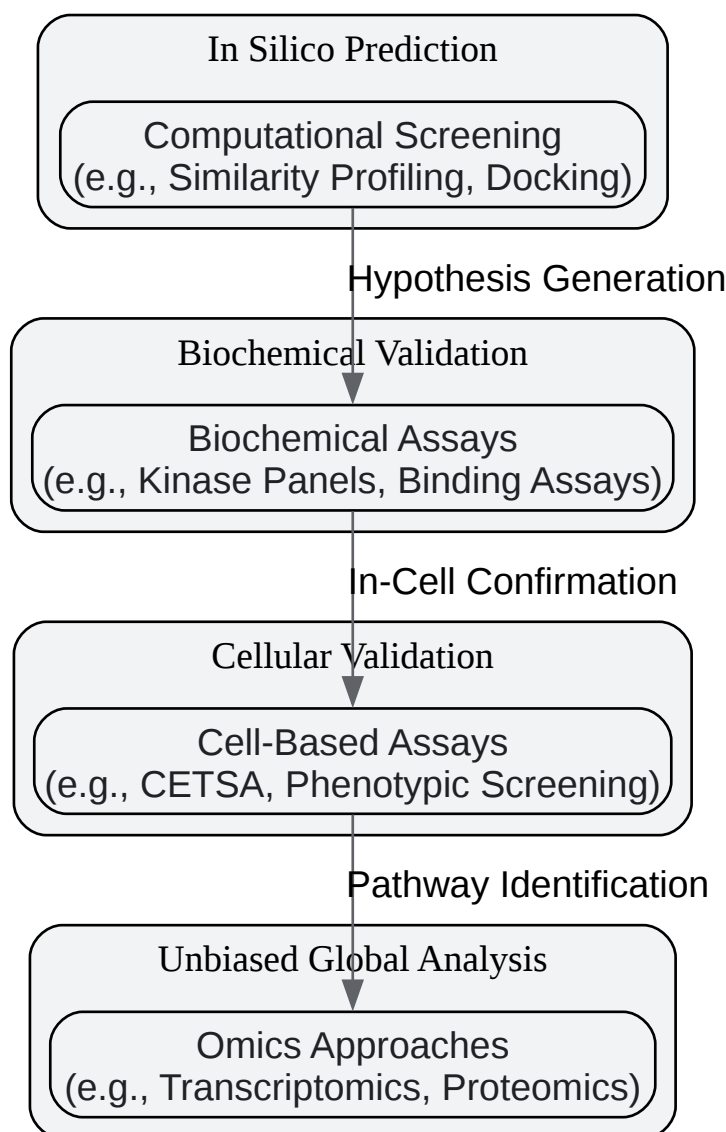 In Silico Prediction
Computational Screening
(e.g., Similarity Profiling, Docking)
Hypothesis Generation
Biochemical Validation
Biochemical Assays
(e.g., Kinase Panels, Binding Assays)
In-Cell Confirmation
Cellular Validation
Cell-Based Assays
(e.g., CETSA, Phenotypic Screening)
Pathway Identification
Unbiased Global Analysis
Omics Approaches
(e.g., Transcriptomics, Proteomics)